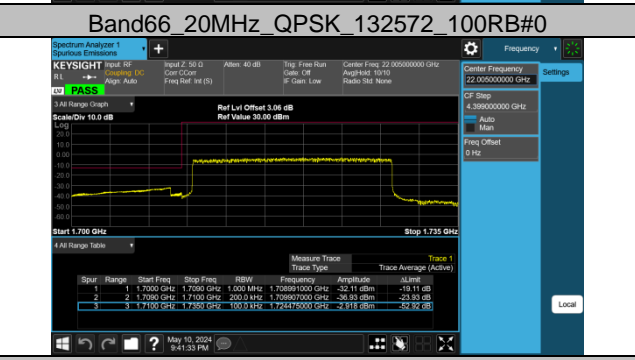 Band66_20MHz_QPSK_132572_100RB#0
Spectrum Analyzer 1
Spurious Emissions
Frequency
KEYSIGHT
Input: RF
Input Z: 50 Ω
Atten: 40 dB
Trig: Free Run
Center Freq: 22.005000000 GHz
RL
Coupling: DC
Corr CCorr
Gate: Off
Avg|Hold: 10/10
Align: Auto
Freq Ref: Int (S)
IF Gain: Low
Radio Std: None
LXI
PASS
Center Frequency
22.005000000 GHz
Settings
CF Step
4.399000000 GHz
Auto
Man
Freq Offset
0 Hz
3 All Range Graph
Ref Lvl Offset 3.06 dB
Scale/Div 10.0 dB
Ref Value 30.00 dBm
Log
20.0
10.0
0.00
-10.0
-20.0
-30.0
-40.0
-50.0
-60.0
Start 1.700 GHz
Stop 1.735 GHz
4 All Range Table
Measure Trace
Trace 1
Trace Type
Trace Average (Active)
Spur Range Start Freq Stop Freq RBW Frequency Amplitude ΔLimit
1 1 1.7000 GHz 1.7090 GHz 1.000 MHz 1.708991000 GHz -32.11 dBm -19.11 dB
2 2 1.7090 GHz 1.7100 GHz 200.0 kHz 1.709907000 GHz -36.93 dBm -23.93 dB
3 3 1.7100 GHz 1.7350 GHz 100.0 kHz 1.724475000 GHz -2.918 dBm -52.92 dB
Local
May 10, 2024
9:41:33 PM